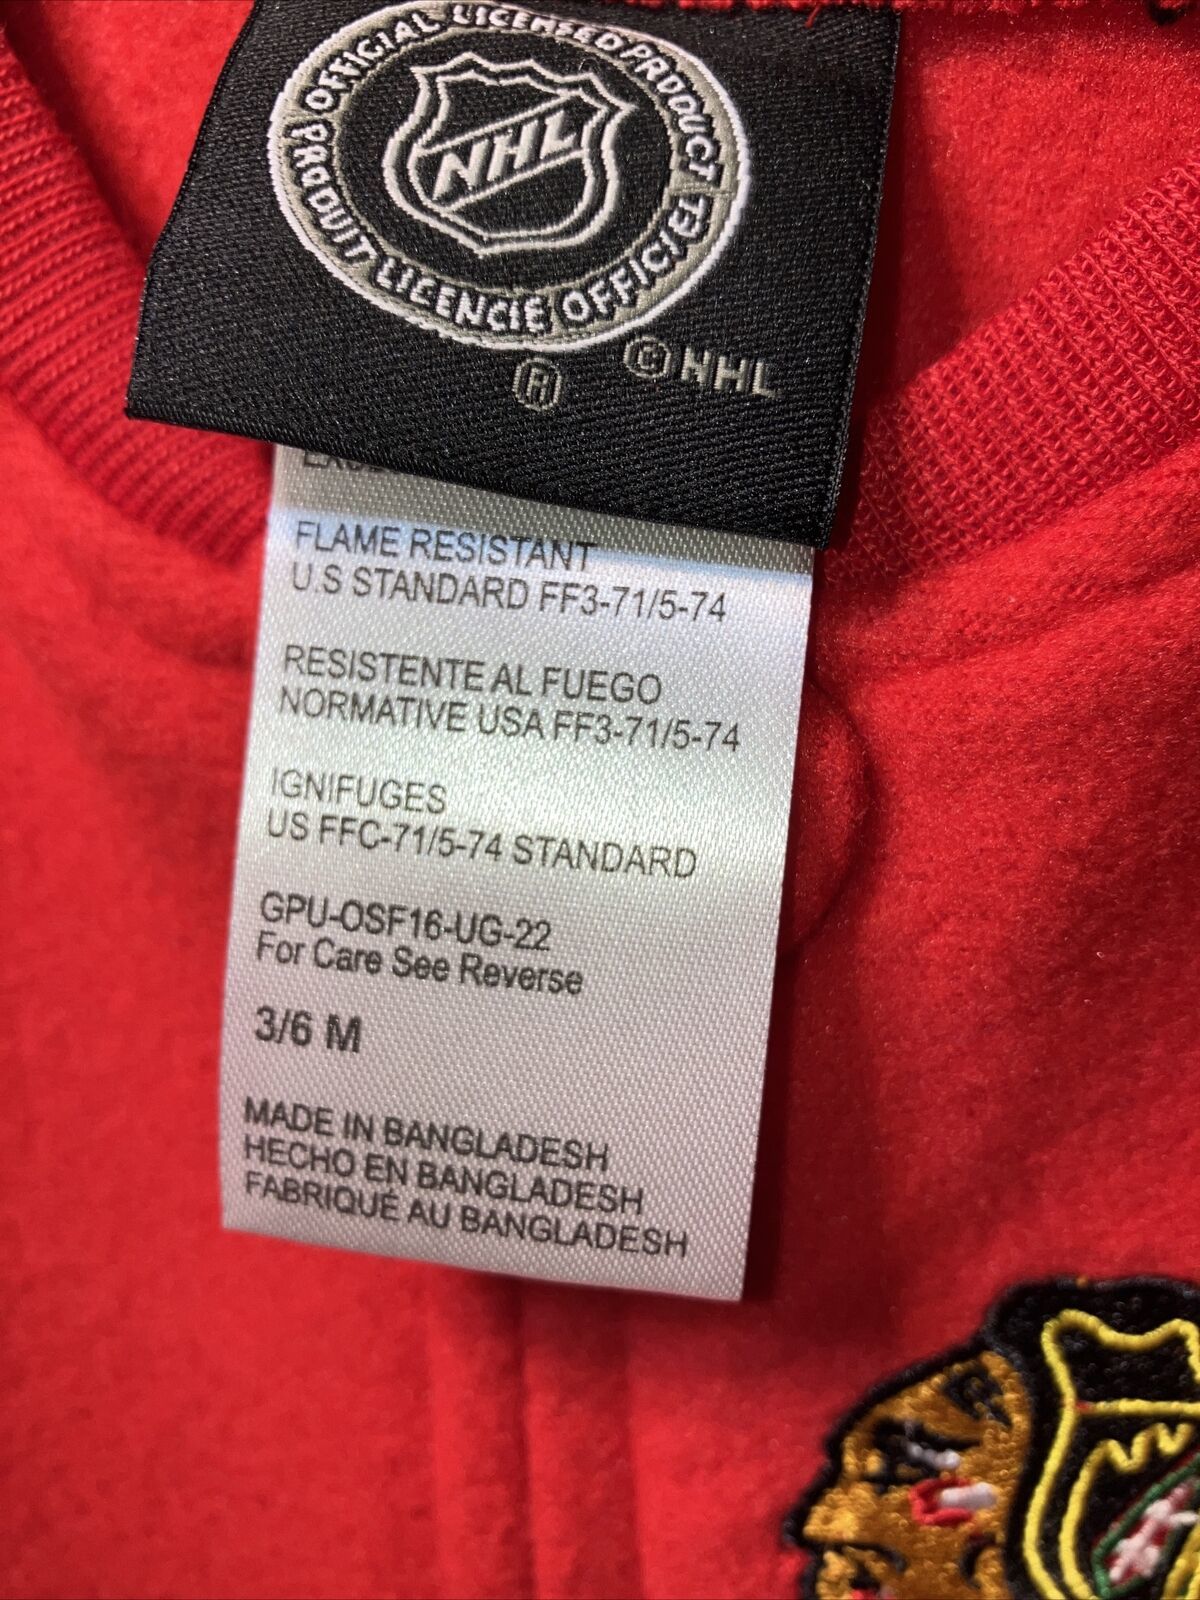 OFFICIAL LICENSED PRODUCT
NHL
PRODUIT LICENCIÉ OFFICIEL
®
© NHL
FLAME RESISTANT
U.S STANDARD FF3-71/5-74
RESISTENTE AL FUEGO
NORMATIVE USA FF3-71/5-74
IGNIFUGES
US FFC-71/5-74 STANDARD
GPU-OSF16-UG-22
For Care See Reverse
3/6 M
MADE IN BANGLADESH
HECHO EN BANGLADESH
FABRIQUÉ AU BANGLADESH